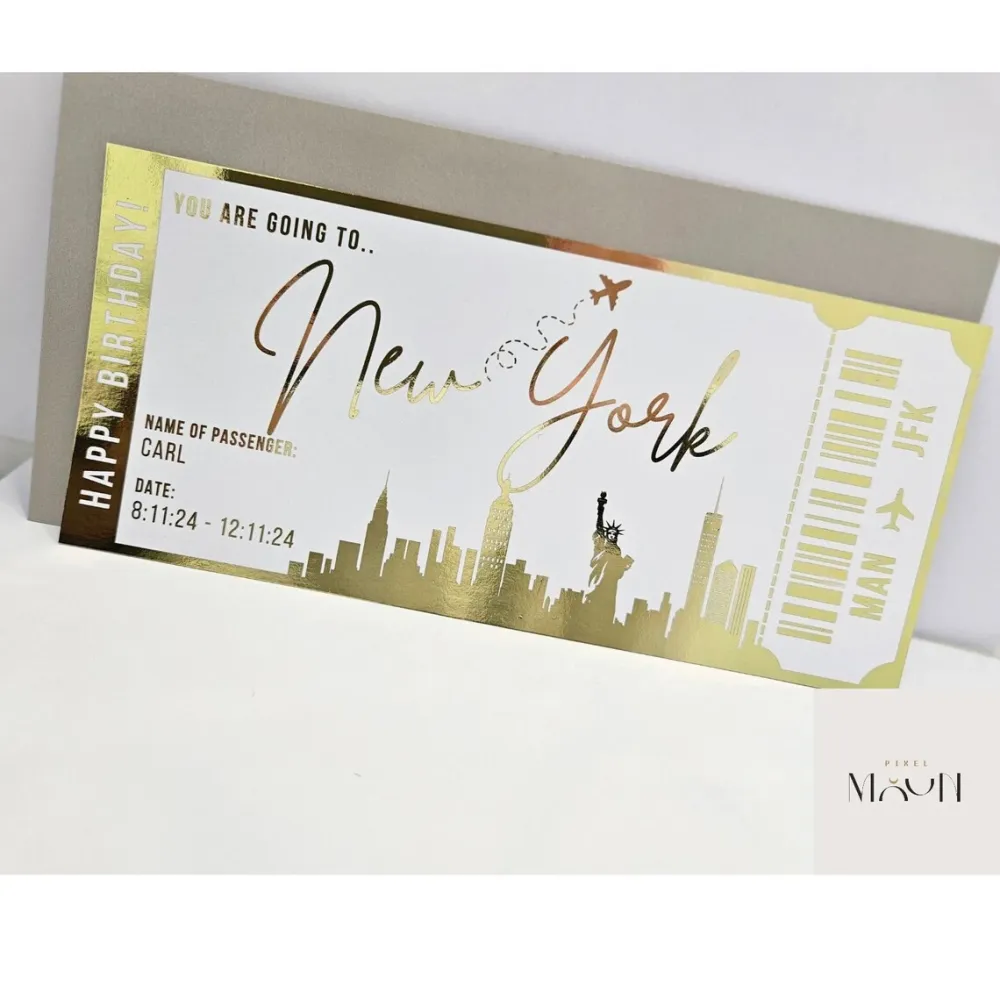 HAPPY BIRTHDAY!
YOU ARE GOING TO..
New York
NAME OF PASSENGER:
CARL
DATE:
8:11:24 - 12:11:24
MAN JFK
PIXEL
MOON